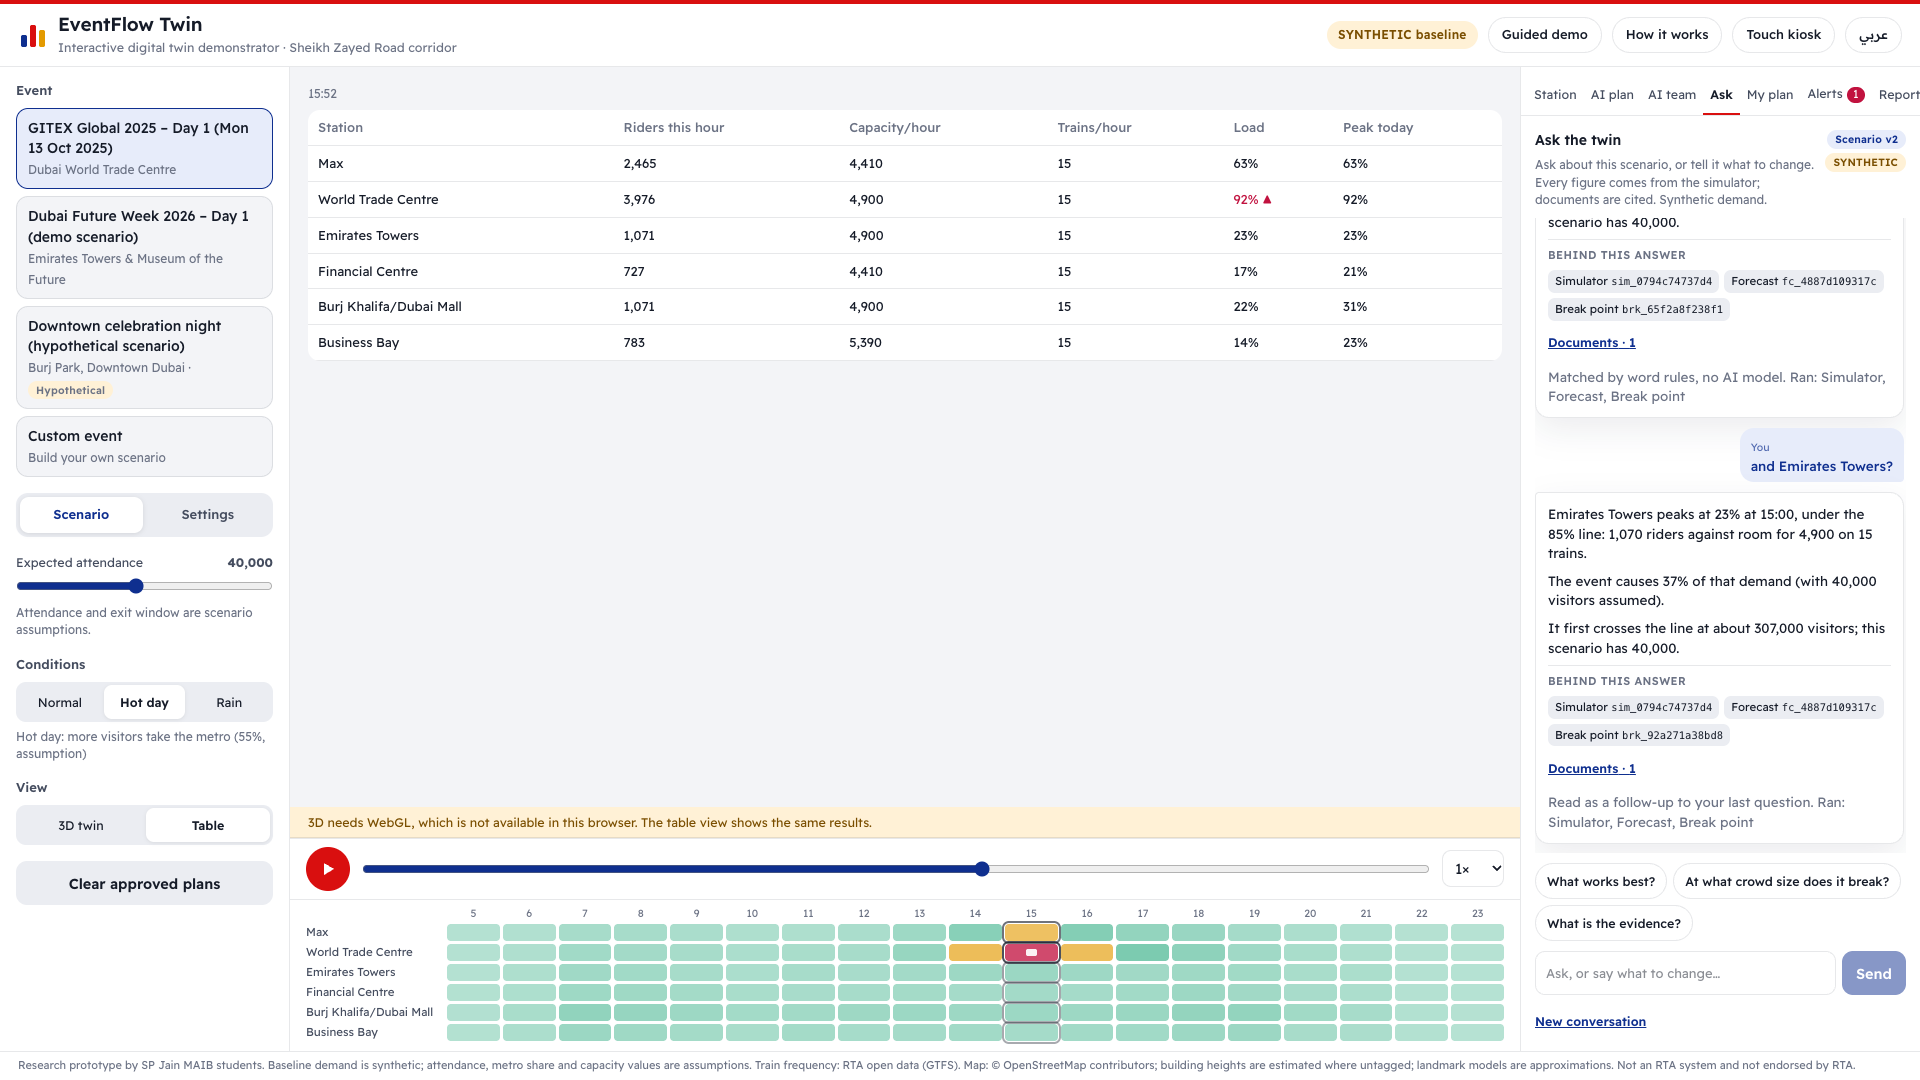 EventFlow Twin
Interactive digital twin demonstrator · Sheikh Zayed Road corridor
SYNTHETIC baseline
Guided demo
How it works
Touch kiosk
عربي
Event
GITEX Global 2025 – Day 1 (Mon
13 Oct 2025)
Dubai World Trade Centre
Dubai Future Week 2026 – Day 1
(demo scenario)
Emirates Towers & Museum of the
Future
Downtown celebration night
(hypothetical scenario)
Burj Park, Downtown Dubai ·
Hypothetical
Custom event
Build your own scenario
Scenario
Settings
Expected attendance 40,000
Attendance and exit window are scenario
assumptions.
Conditions
Normal
Hot day
Rain
Hot day: more visitors take the metro (55%,
assumption)
View
3D twin
Table
Clear approved plans
15:52
Station Riders this hour Capacity/hour Trains/hour Load Peak today
Max 2,465 4,410 15 63% 63%
World Trade Centre 3,976 4,900 15 92% ▲ 92%
Emirates Towers 1,071 4,900 15 23% 23%
Financial Centre 727 4,410 15 17% 21%
Burj Khalifa/Dubai Mall 1,071 4,900 15 22% 31%
Business Bay 783 5,390 15 14% 23%
3D needs WebGL, which is not available in this browser. The table view shows the same results.
1×
5 6 7 8 9 10 11 12 13 14 15 16 17 18 19 20 21 22 23
Max
World Trade Centre
Emirates Towers
Financial Centre
Burj Khalifa/Dubai Mall
Business Bay
Station
AI plan
AI team
Ask
My plan
Alerts 1
Report
Ask the twin
Scenario v2
SYNTHETIC
Ask about this scenario, or tell it what to change.
Every figure comes from the simulator;
documents are cited. Synthetic demand.
scenario has 40,000.
BEHIND THIS ANSWER
Simulator sim_0794c74737d4
Forecast fc_4887d109317c
Break point brk_65f2a8f238f1
Documents · 1
Matched by word rules, no AI model. Ran: Simulator,
Forecast, Break point
You
and Emirates Towers?
Emirates Towers peaks at 23% at 15:00, under the
85% line: 1,070 riders against room for 4,900 on 15
trains.
The event causes 37% of that demand (with 40,000
visitors assumed).
It first crosses the line at about 307,000 visitors; this
scenario has 40,000.
BEHIND THIS ANSWER
Simulator sim_0794c74737d4
Forecast fc_4887d109317c
Break point brk_92a271a38bd8
Documents · 1
Read as a follow-up to your last question. Ran:
Simulator, Forecast, Break point
What works best?
At what crowd size does it break?
What is the evidence?
Ask, or say what to change…
Send
New conversation
Research prototype by SP Jain MAIB students. Baseline demand is synthetic; attendance, metro share and capacity values are assumptions. Train frequency: RTA open data (GTFS). Map: © OpenStreetMap contributors; building heights are estimated where untagged; landmark models are approximations. Not an RTA system and not endorsed by RTA.